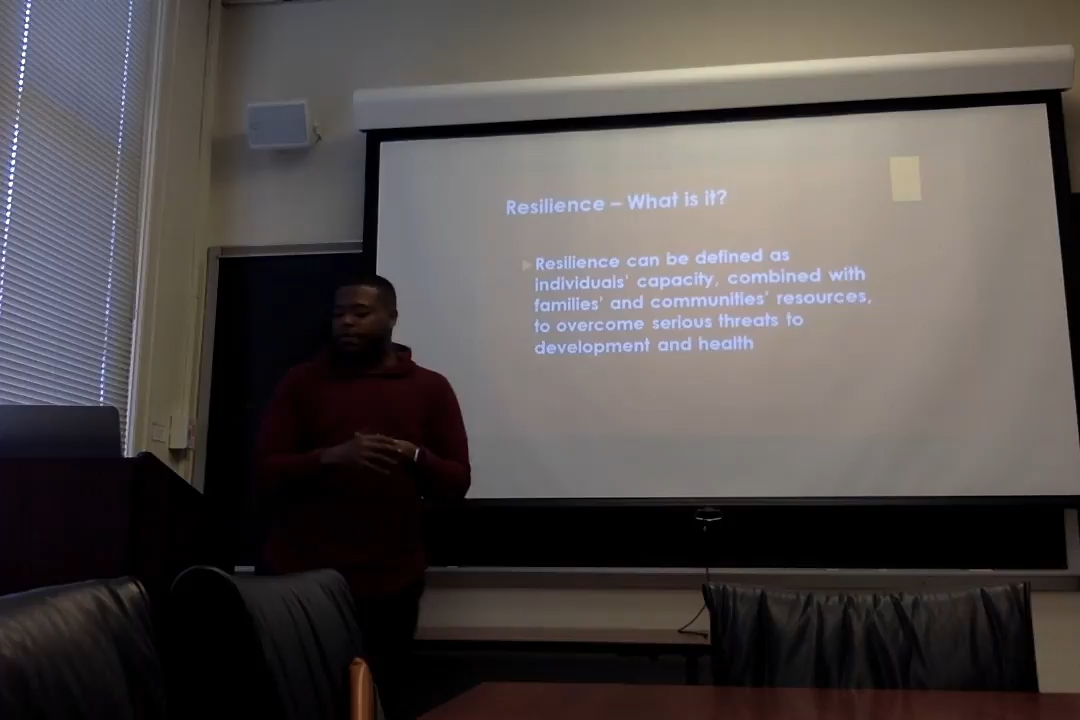 Resilience – What is it?
Resilience can be defined as
individuals' capacity, combined with
families' and communities' resources,
to overcome serious threats to
development and health